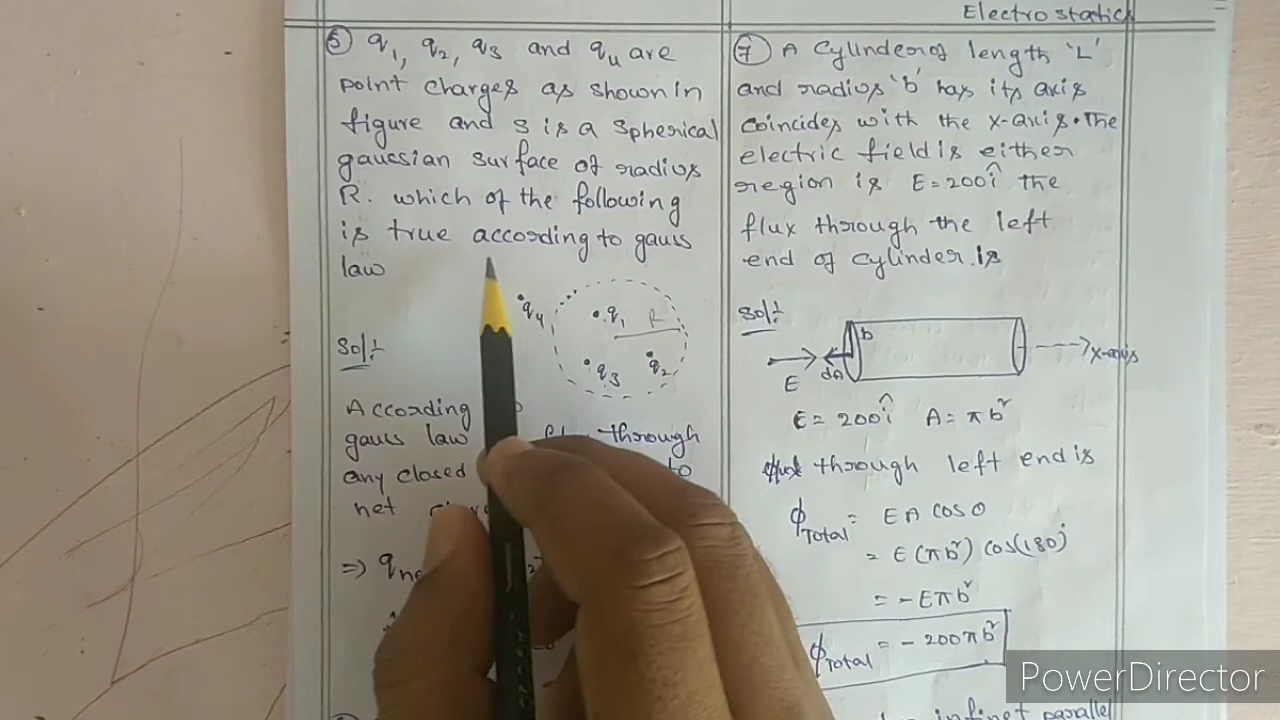 Electrostatics
⑥ q1, q2, q3 and q4 are
point charges as shown in
figure and S is a Spherical
gaussian surface of radius
R. which of the following
is true according to gauss
law
q4
q1
R
q3
q2
Sol:
According
gauss law through
any closed to
net
=>
⑦ A Cylinder of length 'L'
and radius 'b' has its axis
Coincides with the x-axis. The
electric field is either
region is E=200î the
flux through the left
end of cylinder is
Sol:
b
E
dA
x-axis
E = 200î A = πb²
flux through left end is
ϕTotal = EA cosθ
= E(πb²) cos(180°)
= -Eπb²
ϕTotal = -200πb²
infinet parallel
PowerDirector